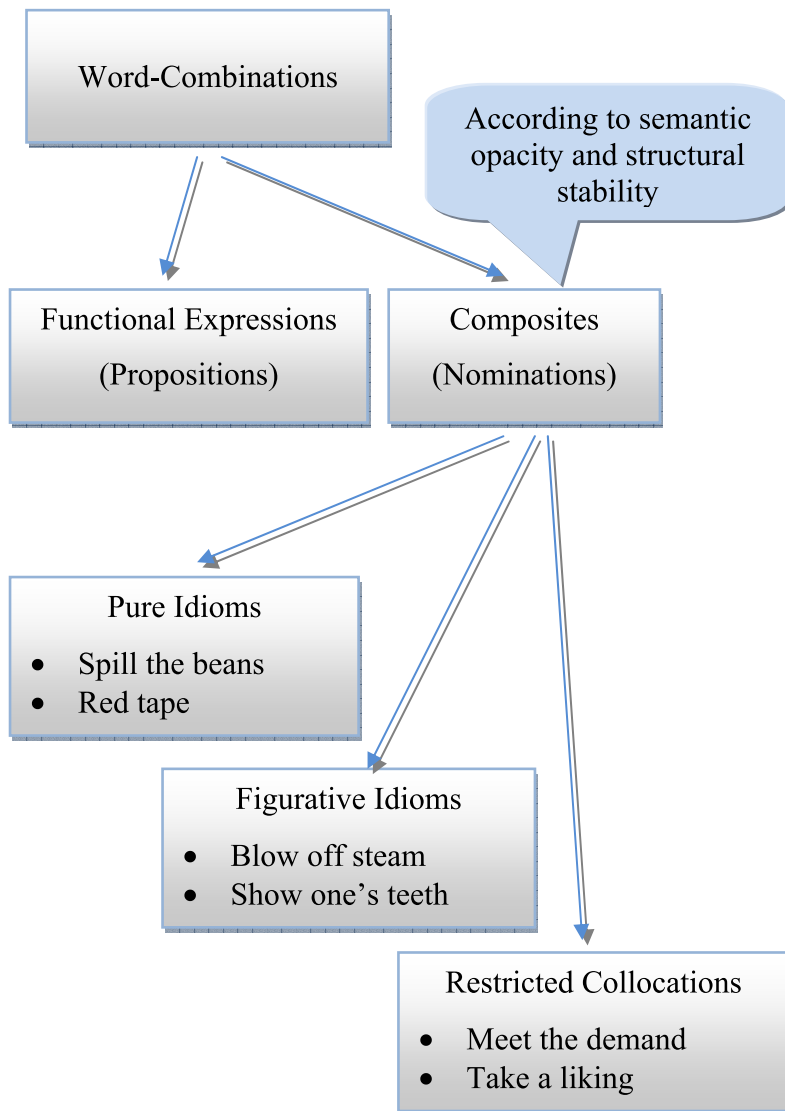 Word-Combinations
According to semantic
opacity and structural
stability
Functional Expressions
(Propositions)
Composites
(Nominations)
Pure Idioms
• Spill the beans
• Red tape
Figurative Idioms
• Blow off steam
• Show one’s teeth
Restricted Collocations
• Meet the demand
• Take a liking